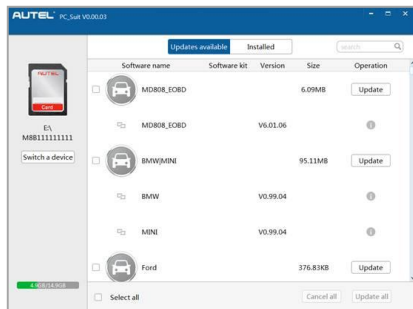 AUTEL PC_Suit V0.00.03
Updates available Installed
search
Software name Software kit Version Size Operation
AUTEL
Card
E:\
M8B111111111
Switch a device
MD808_EOBD 6.09MB Update
MD808_EOBD V6.01.06
BMW|MINI 95.11MB Update
BMW V0.99.04
MINI V0.99.04
Ford 376.83KB Update
4.9GB/14.9GB
Select all Cancel all Update all